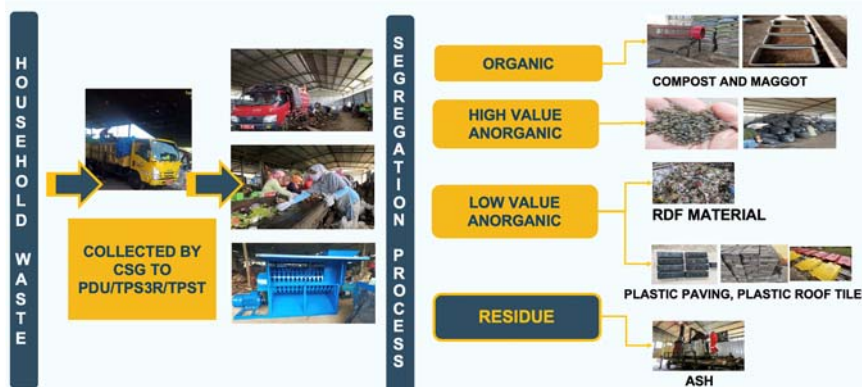 HOUSEHOLD WASTE
COLLECTED BY
CSG TO
PDU/TPS3R/TPST
SEGREGATION PROCESS
ORGANIC
COMPOST AND MAGGOT
HIGH VALUE
ANORGANIC
LOW VALUE
ANORGANIC
RDF MATERIAL
PLASTIC PAVING, PLASTIC ROOF TILE
RESIDUE
ASH